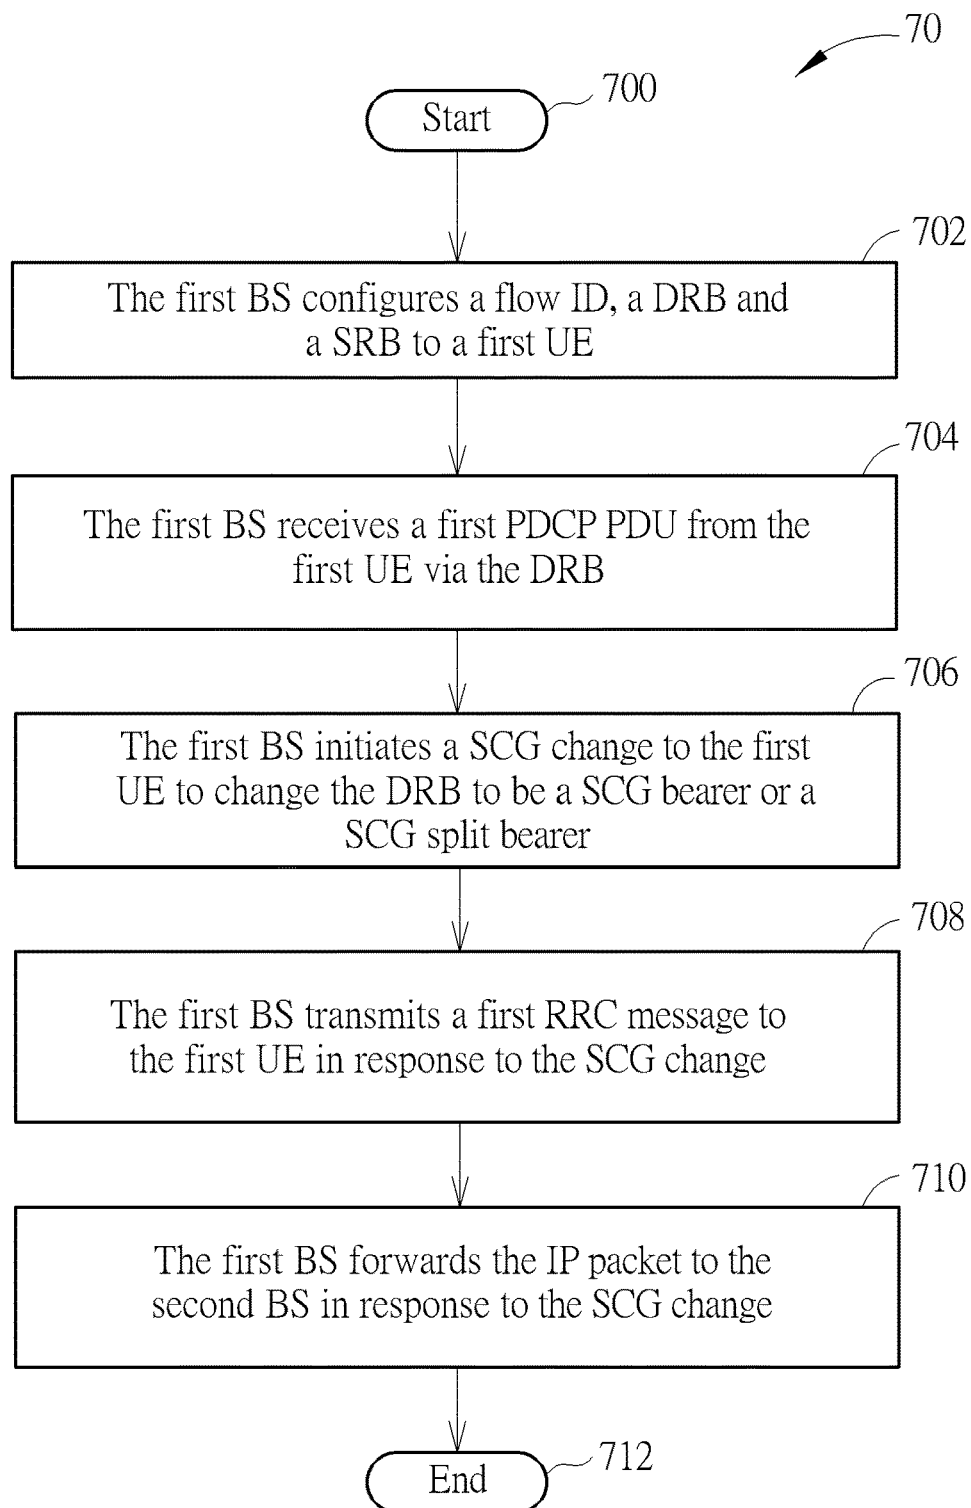 70
Start
700
702
The first BS configures a flow ID, a DRB and
a SRB to a first UE
704
The first BS receives a first PDCP PDU from the
first UE via the DRB
706
The first BS initiates a SCG change to the first
UE to change the DRB to be a SCG bearer or a
SCG split bearer
708
The first BS transmits a first RRC message to
the first UE in response to the SCG change
710
The first BS forwards the IP packet to the
second BS in response to the SCG change
End
712